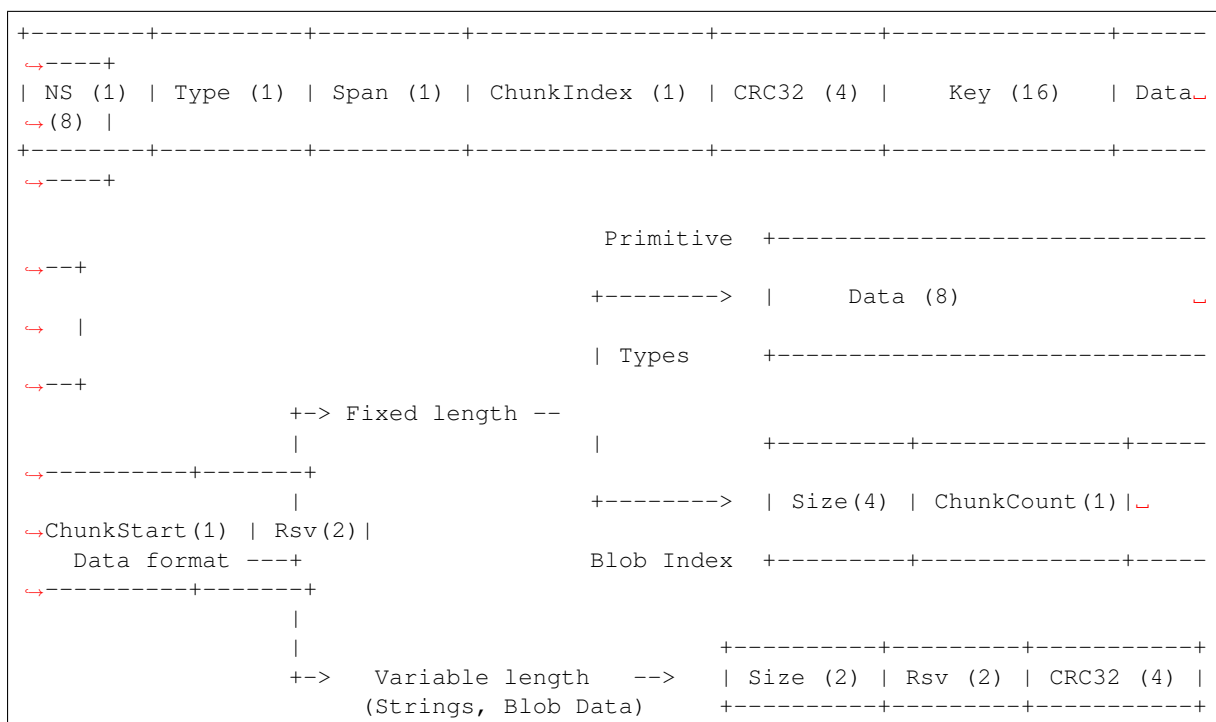 +--------+----------+----------+---------------+-----------+--------------+------
↪----+
| NS (1) | Type (1) | Span (1) | ChunkIndex (1) | CRC32 (4) |    Key (16)   | Data␣
↪(8) |
+--------+----------+----------+---------------+-----------+--------------+------
↪----+
Primitive  +-----------------------------
↪--+
+-------->  |     Data (8)                ␣
↪  |
| Types     +-----------------------------
↪--+
+-> Fixed length --
|                   |           +---------+--------------+-----
↪----------+-------+
|                   +-------->  | Size(4) | ChunkCount(1)|␣
↪ChunkStart(1) | Rsv(2)|
Data format ---+                   Blob Index  +---------+--------------+-----
↪----------+-------+
|
|                            +----------+---------+-----------+
+->   Variable length   -->  | Size (2) | Rsv (2) | CRC32 (4) |
(Strings, Blob Data)     +----------+---------+-----------+